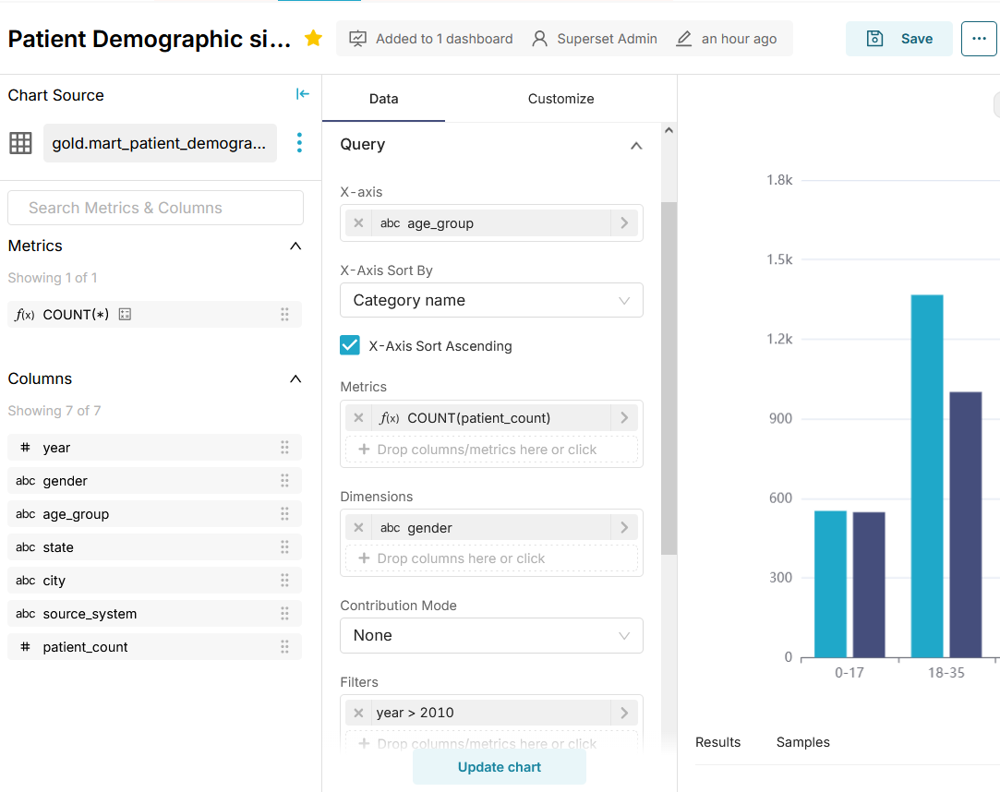 Patient Demographic si...
Added to 1 dashboard
Superset Admin
an hour ago
Save
...
Chart Source
gold.mart_patient_demogra...
Search Metrics & Columns
Metrics
Showing 1 of 1
f(x) COUNT(*)
Columns
Showing 7 of 7
# year
abc gender
abc age_group
abc state
abc city
abc source_system
# patient_count
Data
Customize
Query
X-axis
abc age_group
X-Axis Sort By
Category name
X-Axis Sort Ascending
Metrics
f(x) COUNT(patient_count)
Drop columns/metrics here or click
Dimensions
abc gender
Drop columns here or click
Contribution Mode
None
Filters
year > 2010
Drop columns/metrics here or click
Update chart
1.8k
1.5k
1.2k
900
600
300
0
0-17
18-35
Results
Samples